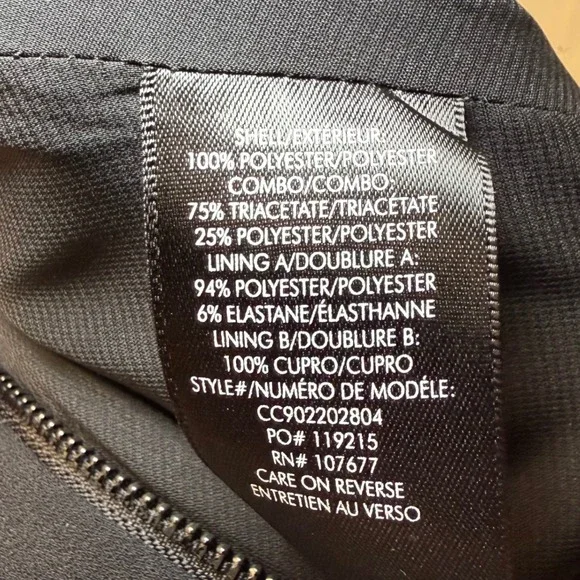 SHELL/EXTÉRIEUR:
100% POLYESTER/POLYESTER
COMBO/COMBO:
75% TRIACETATE/TRIACÉTATE
25% POLYESTER/POLYESTER
LINING A/DOUBLURE A:
94% POLYESTER/POLYESTER
6% ELASTANE/ÉLASTHANNE
LINING B/DOUBLURE B:
100% CUPRO/CUPRO
STYLE#/NUMÉRO DE MODÉLE:
CC902202804
PO# 119215
RN# 107677
CARE ON REVERSE
ENTRETIEN AU VERSO